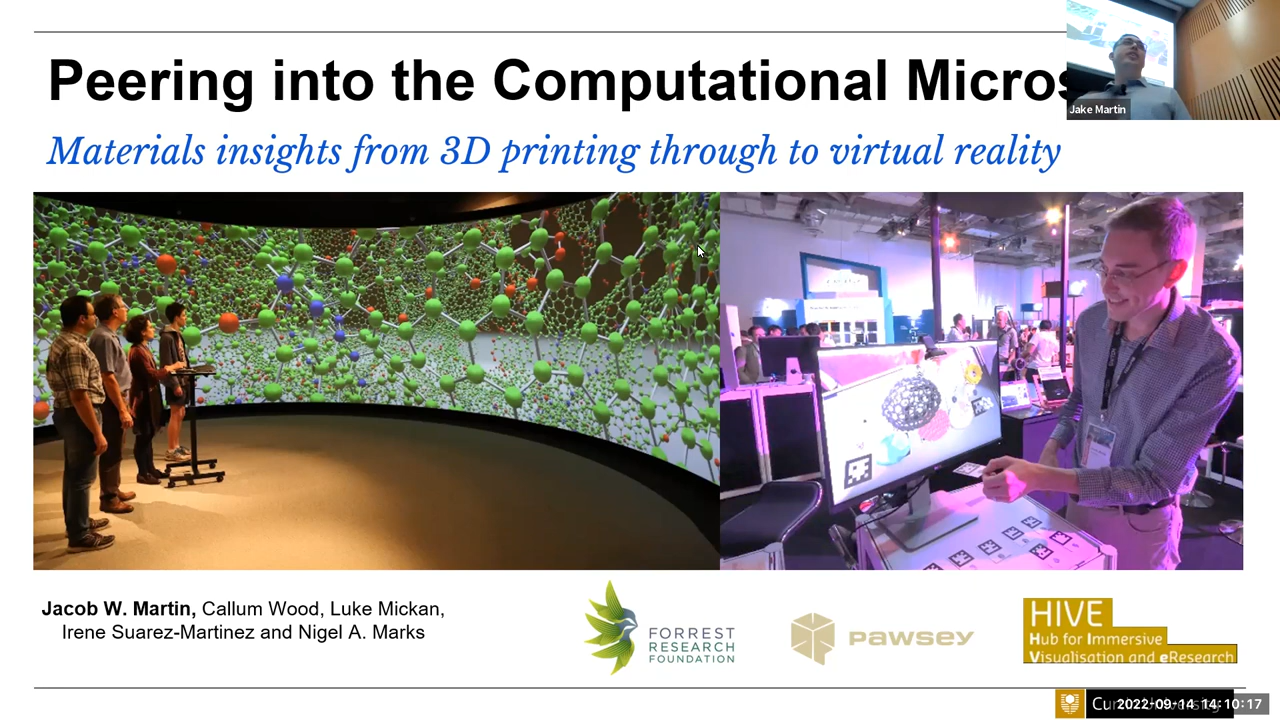 Peering into the Computational Micros
Jake Martin
Materials insights from 3D printing through to virtual reality
Jacob W. Martin, Callum Wood, Luke Mickan,
Irene Suarez-Martinez and Nigel A. Marks
FORREST
RESEARCH
FOUNDATION
PAWSEY
HIVE
Hub for Immersive
Visualisation and eResearch
2022-09-14 14:10:17